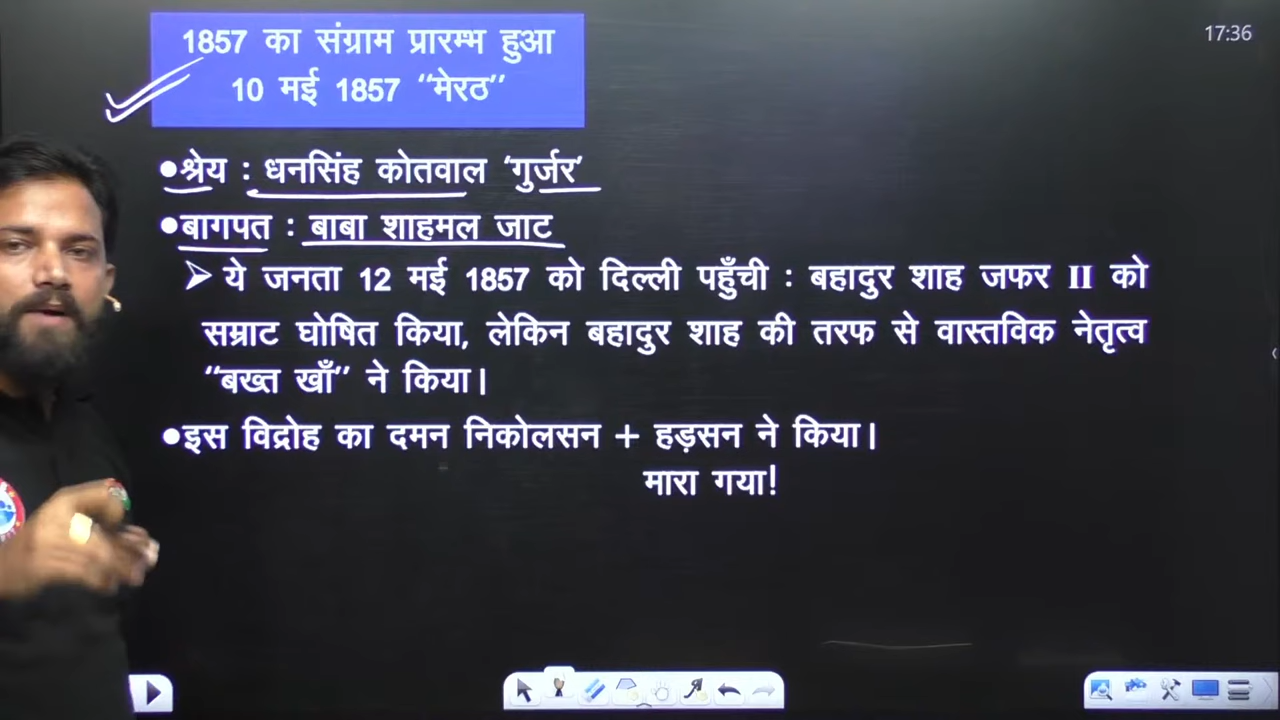 17:36
1857 का संग्राम प्रारम्भ हुआ
10 मई 1857 “मेरठ”
•श्रेय : धनसिंह कोतवाल ‘गुर्जर’
•बागपत : बाबा शाहमल जाट
➢ ये जनता 12 मई 1857 को दिल्ली पहुँची : बहादुर शाह जफर II को
सम्राट घोषित किया, लेकिन बहादुर शाह की तरफ से वास्तविक नेतृत्व
“बख्त खाँ” ने किया।
•इस विद्रोह का दमन निकोलसन + हड़सन ने किया।
मारा गया!